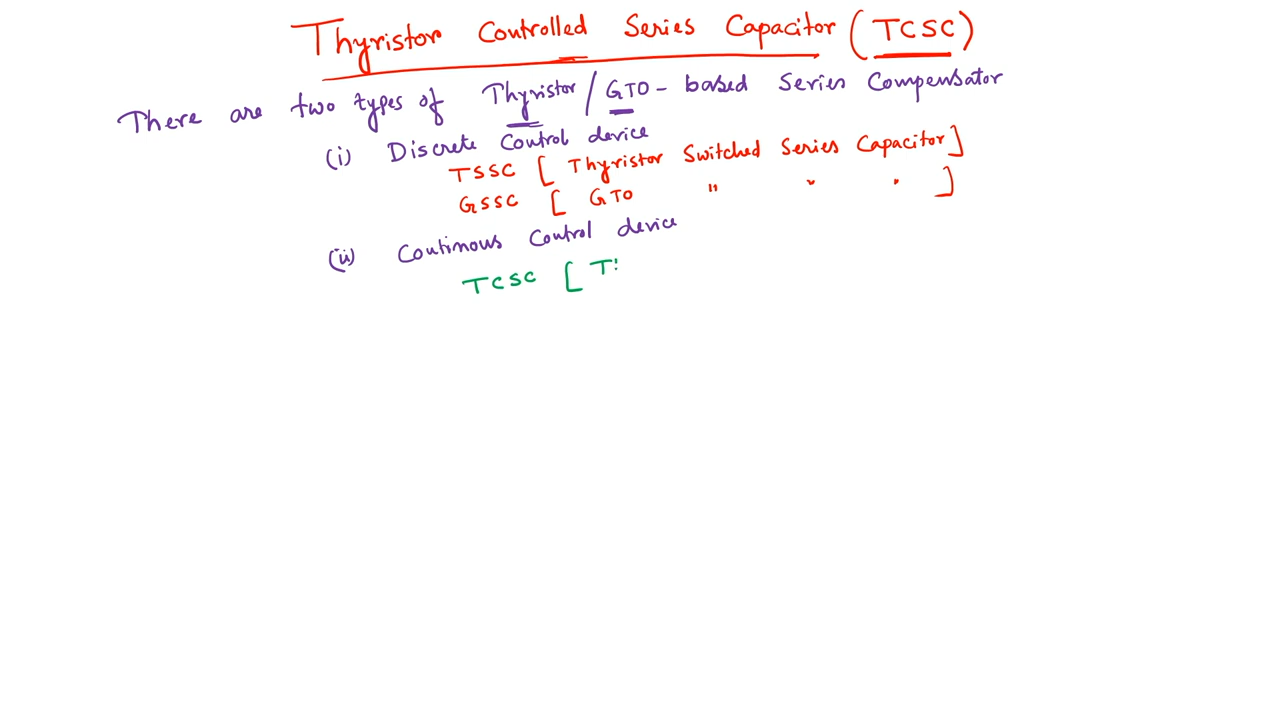 Thyristor Controlled Series Capacitor (TCSC)
There are two types of Thyristor/GTO-based Series Compensator
(i) Discrete Control device
TSSC [Thyristor Switched Series Capacitor]
GSSC [GTO " " "]
(ii) Continous Control device
TCSC [T